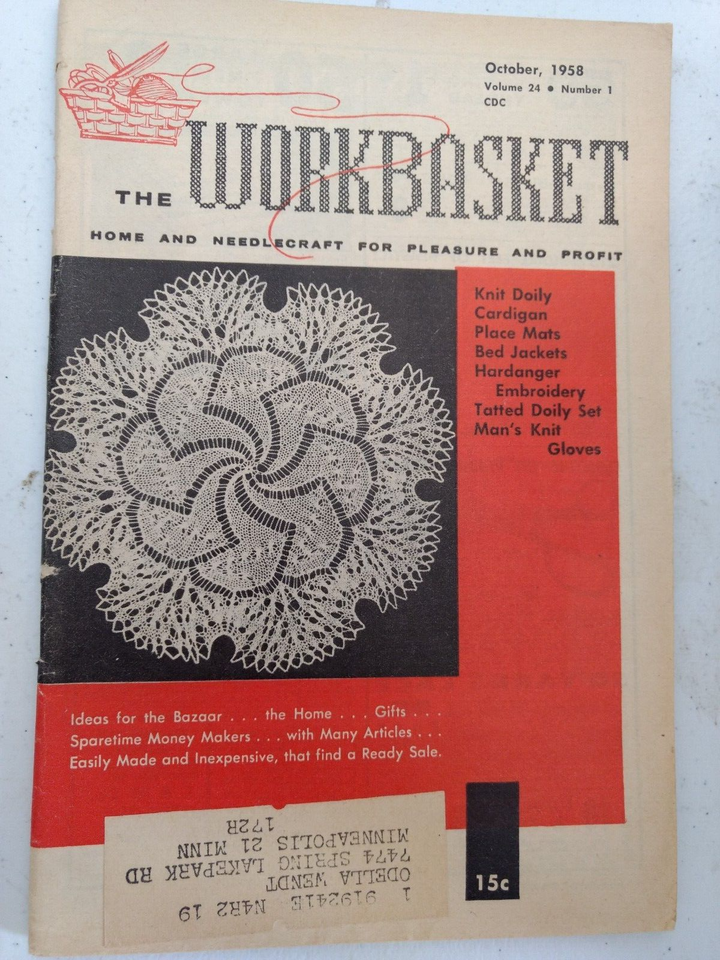 October, 1958
Volume 24 • Number 1
CDC
THE WORKBASKET
HOME AND NEEDLECRAFT FOR PLEASURE AND PROFIT
Knit Doily
Cardigan
Place Mats
Bed Jackets
Hardanger
Embroidery
Tatted Doily Set
Man's Knit
Gloves
Ideas for the Bazaar . . . the Home . . . Gifts . . .
Sparetime Money Makers . . . with Many Articles . . .
Easily Made and Inexpensive, that find a Ready Sale.
1 919241E N4R2 19
ODELLA WENDT
7474 SPRING LAKEPARK RD
MINNEAPOLIS 21 MINN
172R
15c